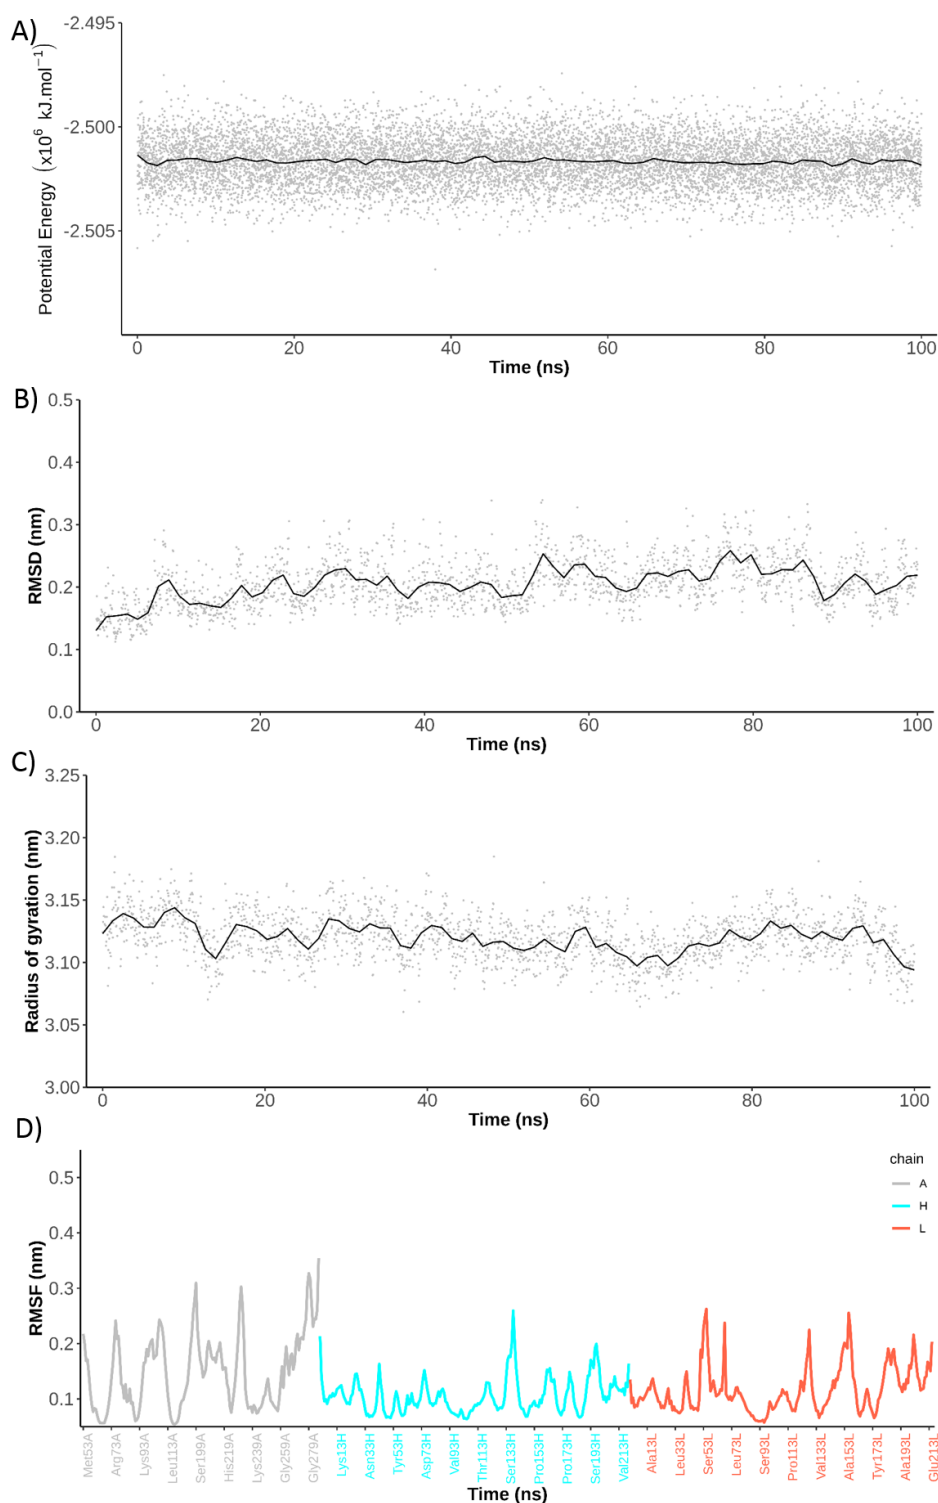 A)
Potential Energy (x10⁶ kJ.mol⁻¹)
-2.495
-2.500
-2.505
0 20 40 60 80 100
Time (ns)
B)
RMSD (nm)
0.5
0.4
0.3
0.2
0.1
0.0
0 20 40 60 80 100
Time (ns)
C)
Radius of gyration (nm)
3.25
3.20
3.15
3.10
3.05
3.00
0 20 40 60 80 100
Time (ns)
D)
RMSF (nm)
0.5
0.4
0.3
0.2
0.1
chain
A
H
L
Met53A Arg73A Lys93A Leu113A Ser199A His219A Lys239A Gly259A Gly279A Lys13H Asn33H Tyr53H Asp73H Val93H Thr113H Ser133H Pro153H Pro173H Ser193H Val213H Ala13L Leu33L Ser53L Leu73L Ser93L Pro113L Val133L Ala153L Tyr173L Ala193L Glu213L
Time (ns)